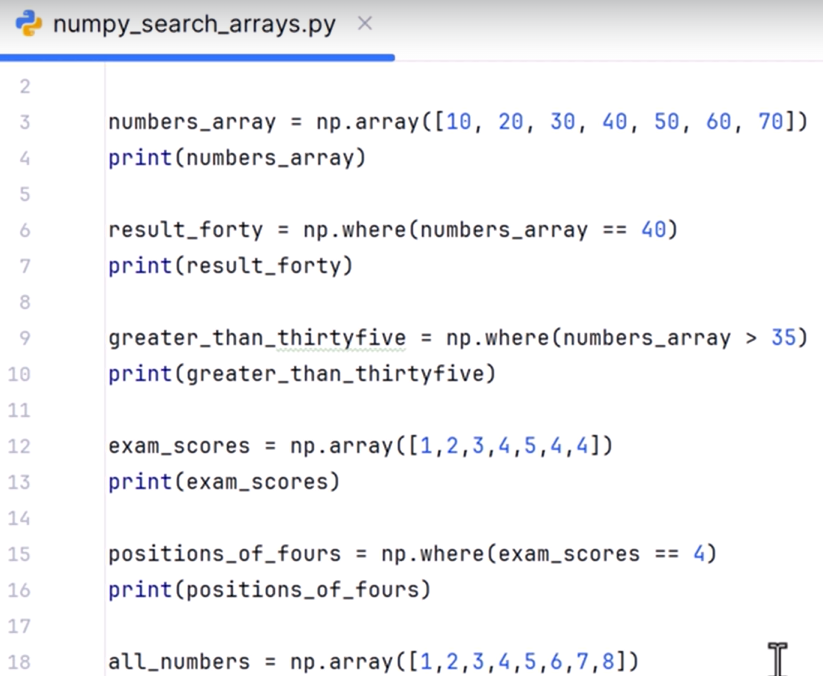 numpy_search_arrays.py ×
2
3 numbers_array = np.array([10, 20, 30, 40, 50, 60, 70])
4 print(numbers_array)
5
6 result_forty = np.where(numbers_array == 40)
7 print(result_forty)
8
9 greater_than_thirtyfive = np.where(numbers_array > 35)
10 print(greater_than_thirtyfive)
11
12 exam_scores = np.array([1,2,3,4,5,4,4])
13 print(exam_scores)
14
15 positions_of_fours = np.where(exam_scores == 4)
16 print(positions_of_fours)
17
18 all_numbers = np.array([1,2,3,4,5,6,7,8])